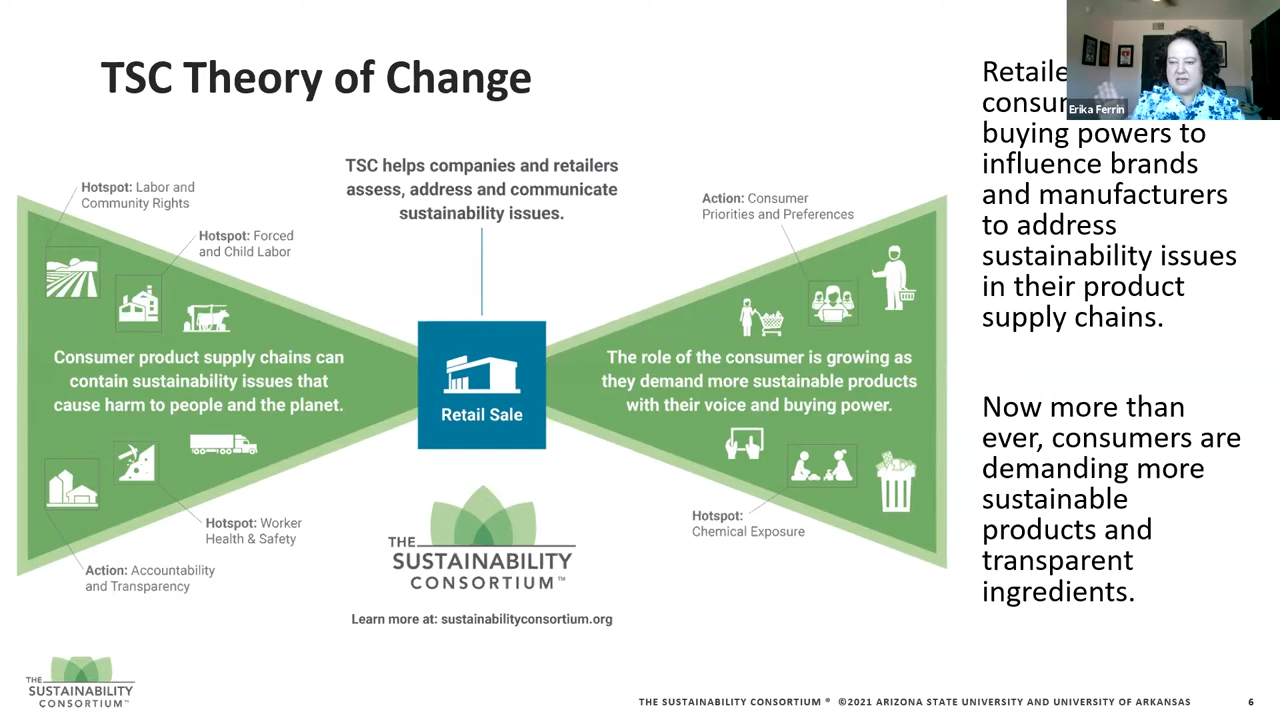 TSC Theory of Change
TSC helps companies and retailers
assess, address and communicate
sustainability issues.
Hotspot: Labor and
Community Rights
Hotspot: Forced
and Child Labor
Consumer product supply chains can
contain sustainability issues that
cause harm to people and the planet.
Hotspot: Worker
Health & Safety
Action: Accountability
and Transparency
Retail Sale
Action: Consumer
Priorities and Preferences
The role of the consumer is growing as
they demand more sustainable products
with their voice and buying power.
Hotspot:
Chemical Exposure
THE
SUSTAINABILITY
CONSORTIUM™
Learn more at: sustainabilityconsortium.org
Erika Ferrin
buying powers to
influence brands
and manufacturers
to address
sustainability issues
in their product
supply chains.
Now more than
ever, consumers are
demanding more
sustainable
products and
transparent
ingredients.
THE
SUSTAINABILITY
CONSORTIUM™
THE SUSTAINABILITY CONSORTIUM ® ©2021 ARIZONA STATE UNIVERSITY AND UNIVERSITY OF ARKANSAS
6